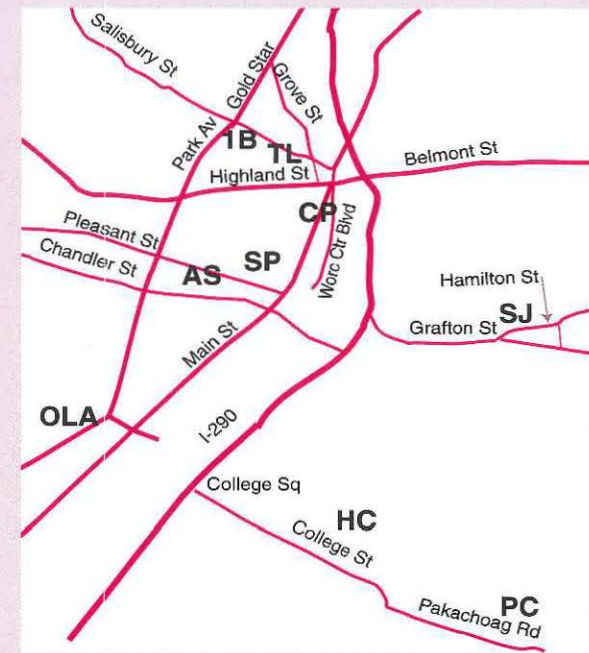 Salisbury St
Gold Star
Grove St
Park Av
1B
TL
Highland St
Belmont St
CP
Pleasant St
Chandler St
AS
SP
Worc Ctr Blvd
Hamilton St
SJ
Grafton St
Main St
OLA
I-290
College Sq
HC
College St
PC
Pakachoag Rd